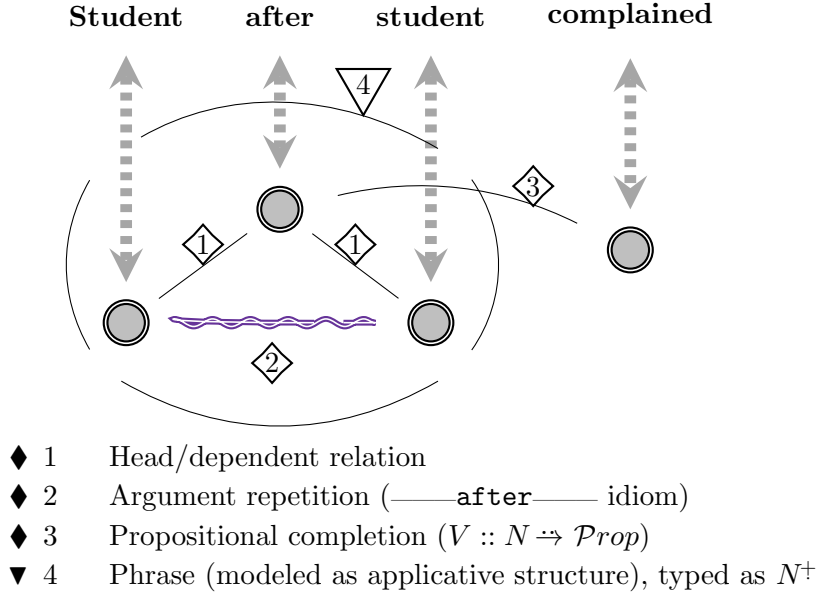 Student after student complained
4
3
1 1
2
♦ 1 Head/dependent relation
♦ 2 Argument repetition (——after—— idiom)
♦ 3 Propositional completion (V :: N ⇾̈ 𝒫rop)
▼ 4 Phrase (modeled as applicative structure), typed as N⁺